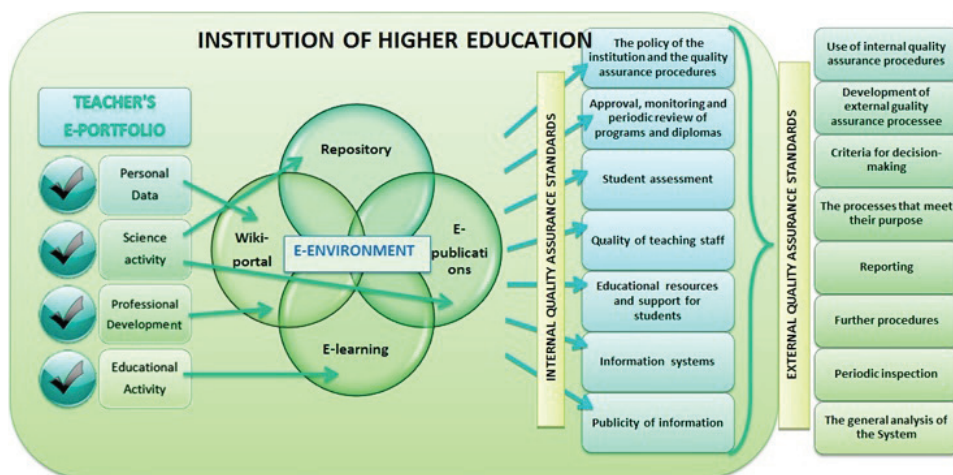 INSTITUTION OF HIGHER EDUCATION
TEACHER'S
E-PORTFOLIO
Personal
Data
Science
activity
Professional
Development
Educational
Activity
Repository
Wiki-
portal
E-ENVIRONMENT
E-
publicati
ons
E-learning
INTERNAL QUALITY ASSURANCE STANDARDS
The policy of the
institution and the quality
assurance procedures
Approval, monitoring and
periodic review of
programs and diplomas
Student assessment
Quality of teaching staff
Educational resources
and support for
students
Information systems
Publicity of information
EXTERNAL QUALITY ASSURANCE STANDARDS
Use of internal quality
assurance procedures
Development of
external guality
assurance processee
Criteria for decision-
making
The processes that meet
their purpose
Reporting
Further procedures
Periodic inspection
The general analysis of
the System